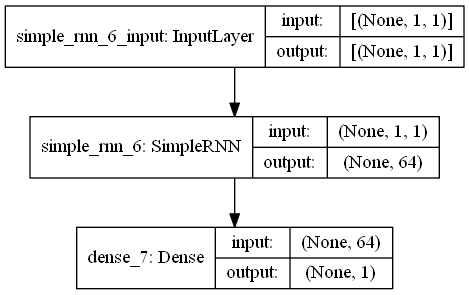 simple_rnn_6_input: InputLayer
input:
[(None, 1, 1)]
output:
[(None, 1, 1)]
simple_rnn_6: SimpleRNN
input:
(None, 1, 1)
output:
(None, 64)
dense_7: Dense
input:
(None, 64)
output:
(None, 1)